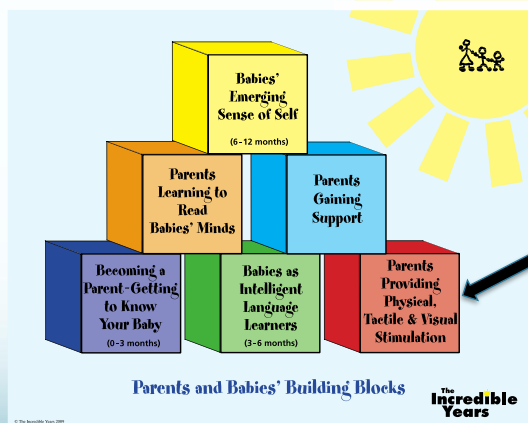 Babies'
Emerging
Sense of Self
(6-12 months)
Parents
Learning to
Read
Babies' Minds
Parents
Gaining
Support
Becoming a
Parent-Getting
to Know
Your Baby
(0-3 months)
Babies as
Intelligent
Language
Learners
(3-6 months)
Parents
Providing
Physical,
Tactile & Visual
Stimulation
Parents and Babies' Building Blocks
The
Incredible
Years
© The Incredible Years 2009